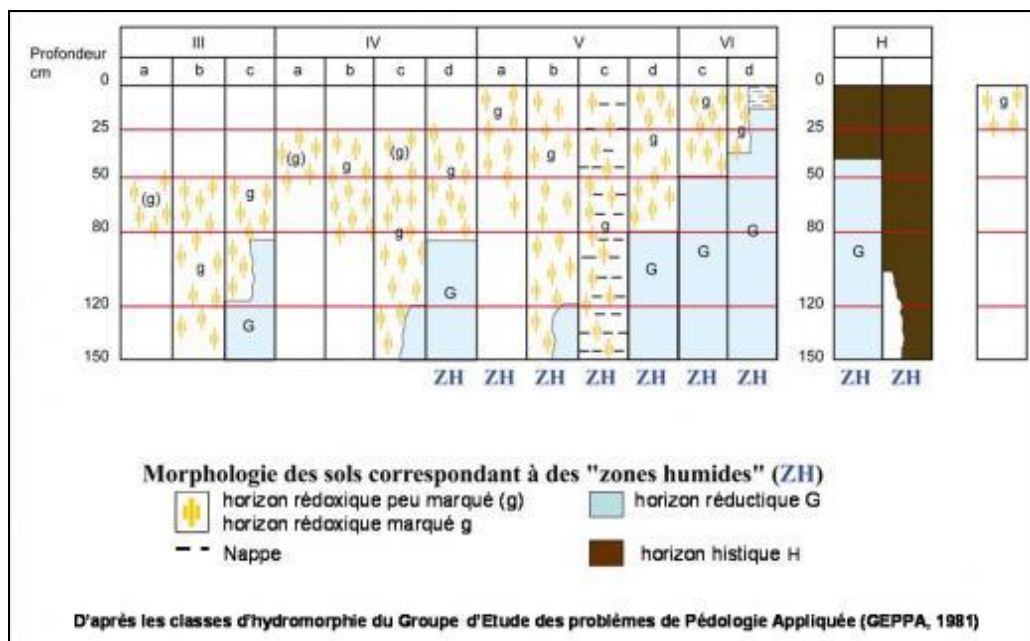 III IV V VI H
Profondeur
cm
a b c a b c d a b c d c d
0 0
g g g
g
25 25
(g) (g) g
g g g g
50 50
(g) g
80 80
g g
g G G G G
G
120 120
G
150 150
ZH ZH ZH ZH ZH ZH ZH ZH ZH
Morphologie des sols correspondant à des "zones humides" (ZH)
horizon rédoxique peu marqué (g) horizon réductique G
horizon rédoxique marqué g
Nappe horizon histique H
D'après les classes d'hydromorphie du Groupe d'Etude des problèmes de Pédologie Appliquée (GEPPA, 1981)